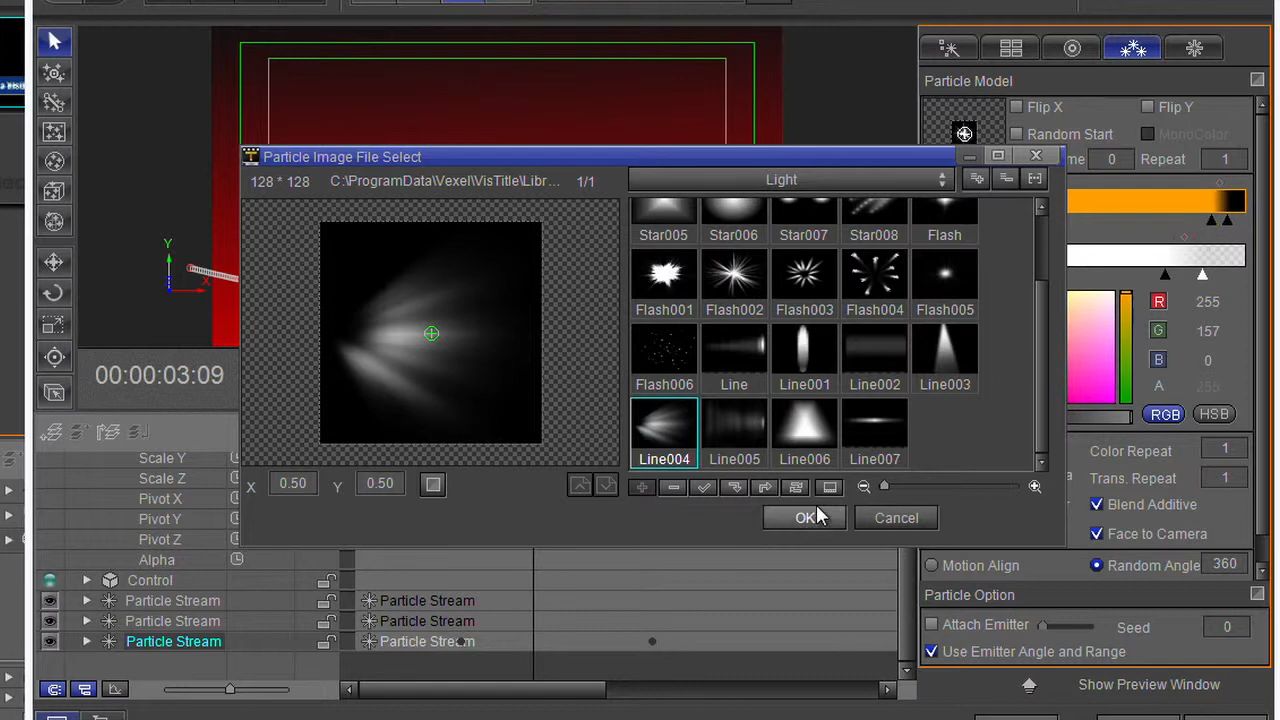 Particle Model
Flip X
Flip Y
Random Start
MonoColor
0
Repeat
1
Particle Image File Select
128 * 128
C:\ProgramData\Vexel\VisTitle\Libr...
1/1
Light
Star005
Star006
Star007
Star008
Flash
Flash001
Flash002
Flash003
Flash004
Flash005
Flash006
Line
Line001
Line002
Line003
Line004
Line005
Line006
Line007
X
0.50
Y
0.50
OK
Cancel
Y
X
00:00:03:09
R
255
G
157
B
0
A
255
RGB
HSB
Color Repeat
1
Trans. Repeat
1
Blend Additive
Face to Camera
Motion Align
Random Angle
360
Particle Option
Attach Emitter
Seed
0
Use Emitter Angle and Range
Show Preview Window
Scale Y
Scale Z
Pivot X
Pivot Y
Pivot Z
Alpha
Control
Particle Stream
Particle Stream
Particle Stream
Particle Stream
Particle Stream
Particle Stream